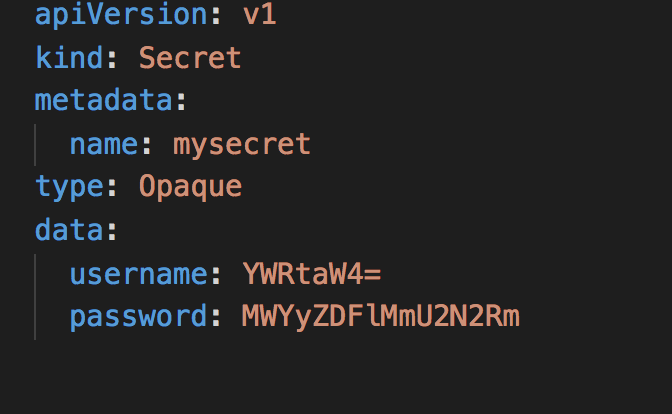 apiVersion: v1
kind: Secret
metadata:
  name: mysecret
type: Opaque
data:
  username: YWRtaW4=
  password: MWYyZDFlMmU2N2Rm